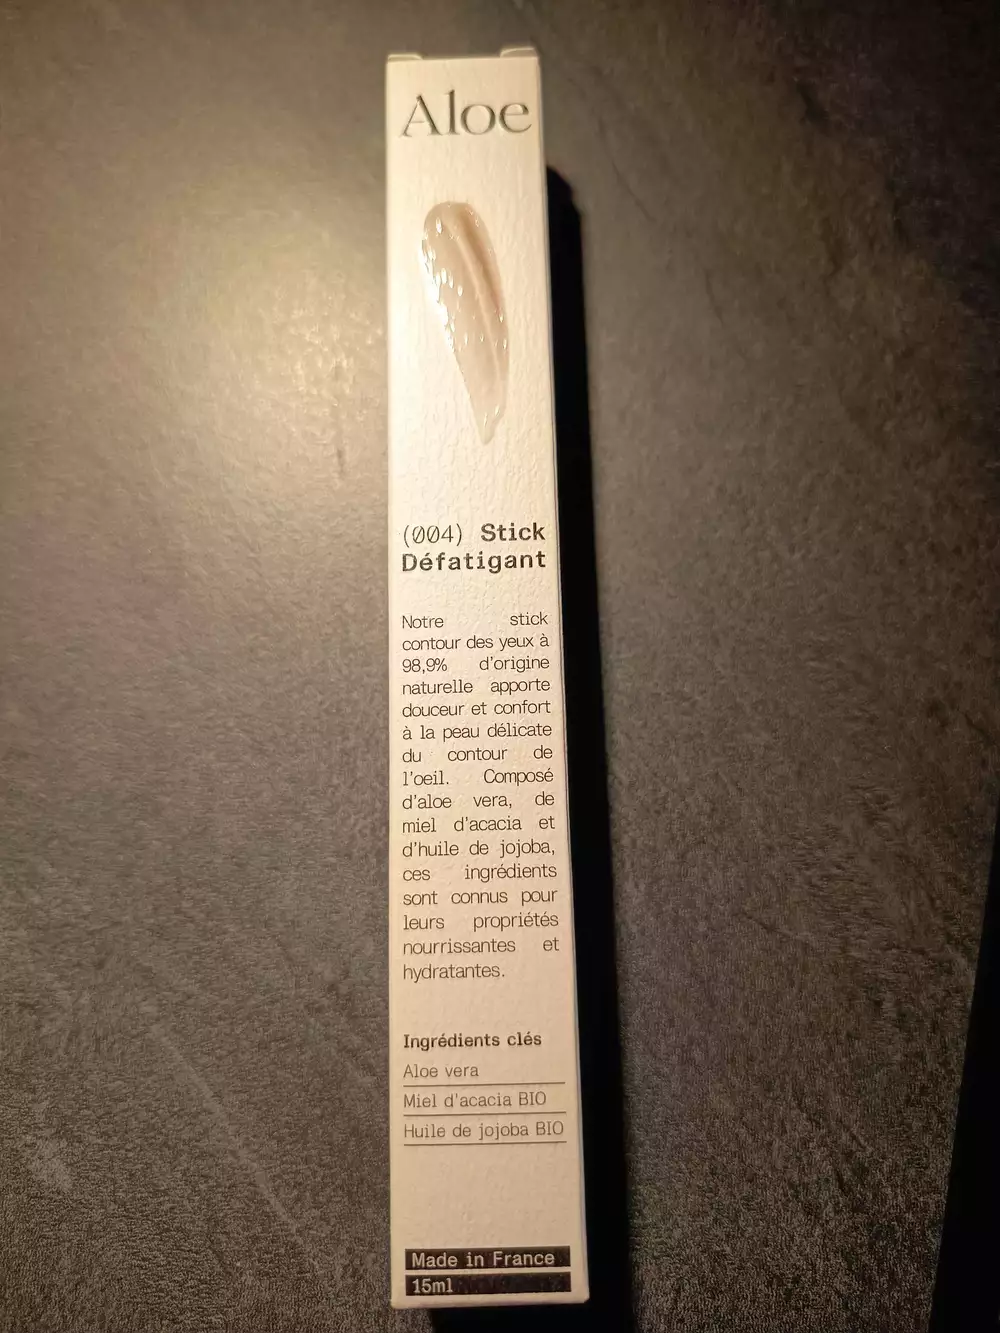 Aloe
(004) Stick
Défatigant
Notre stick
contour des yeux à
98,9% d'origine
naturelle apporte
douceur et confort
à la peau délicate
du contour de
l'oeil. Composé
d'aloe vera, de
miel d'acacia et
d'huile de jojoba,
ces ingrédients
sont connus pour
leurs propriétés
nourrissantes et
hydratantes.
Ingrédients clés
Aloe vera
Miel d'acacia BIO
Huile de jojoba BIO
Made in France
15ml